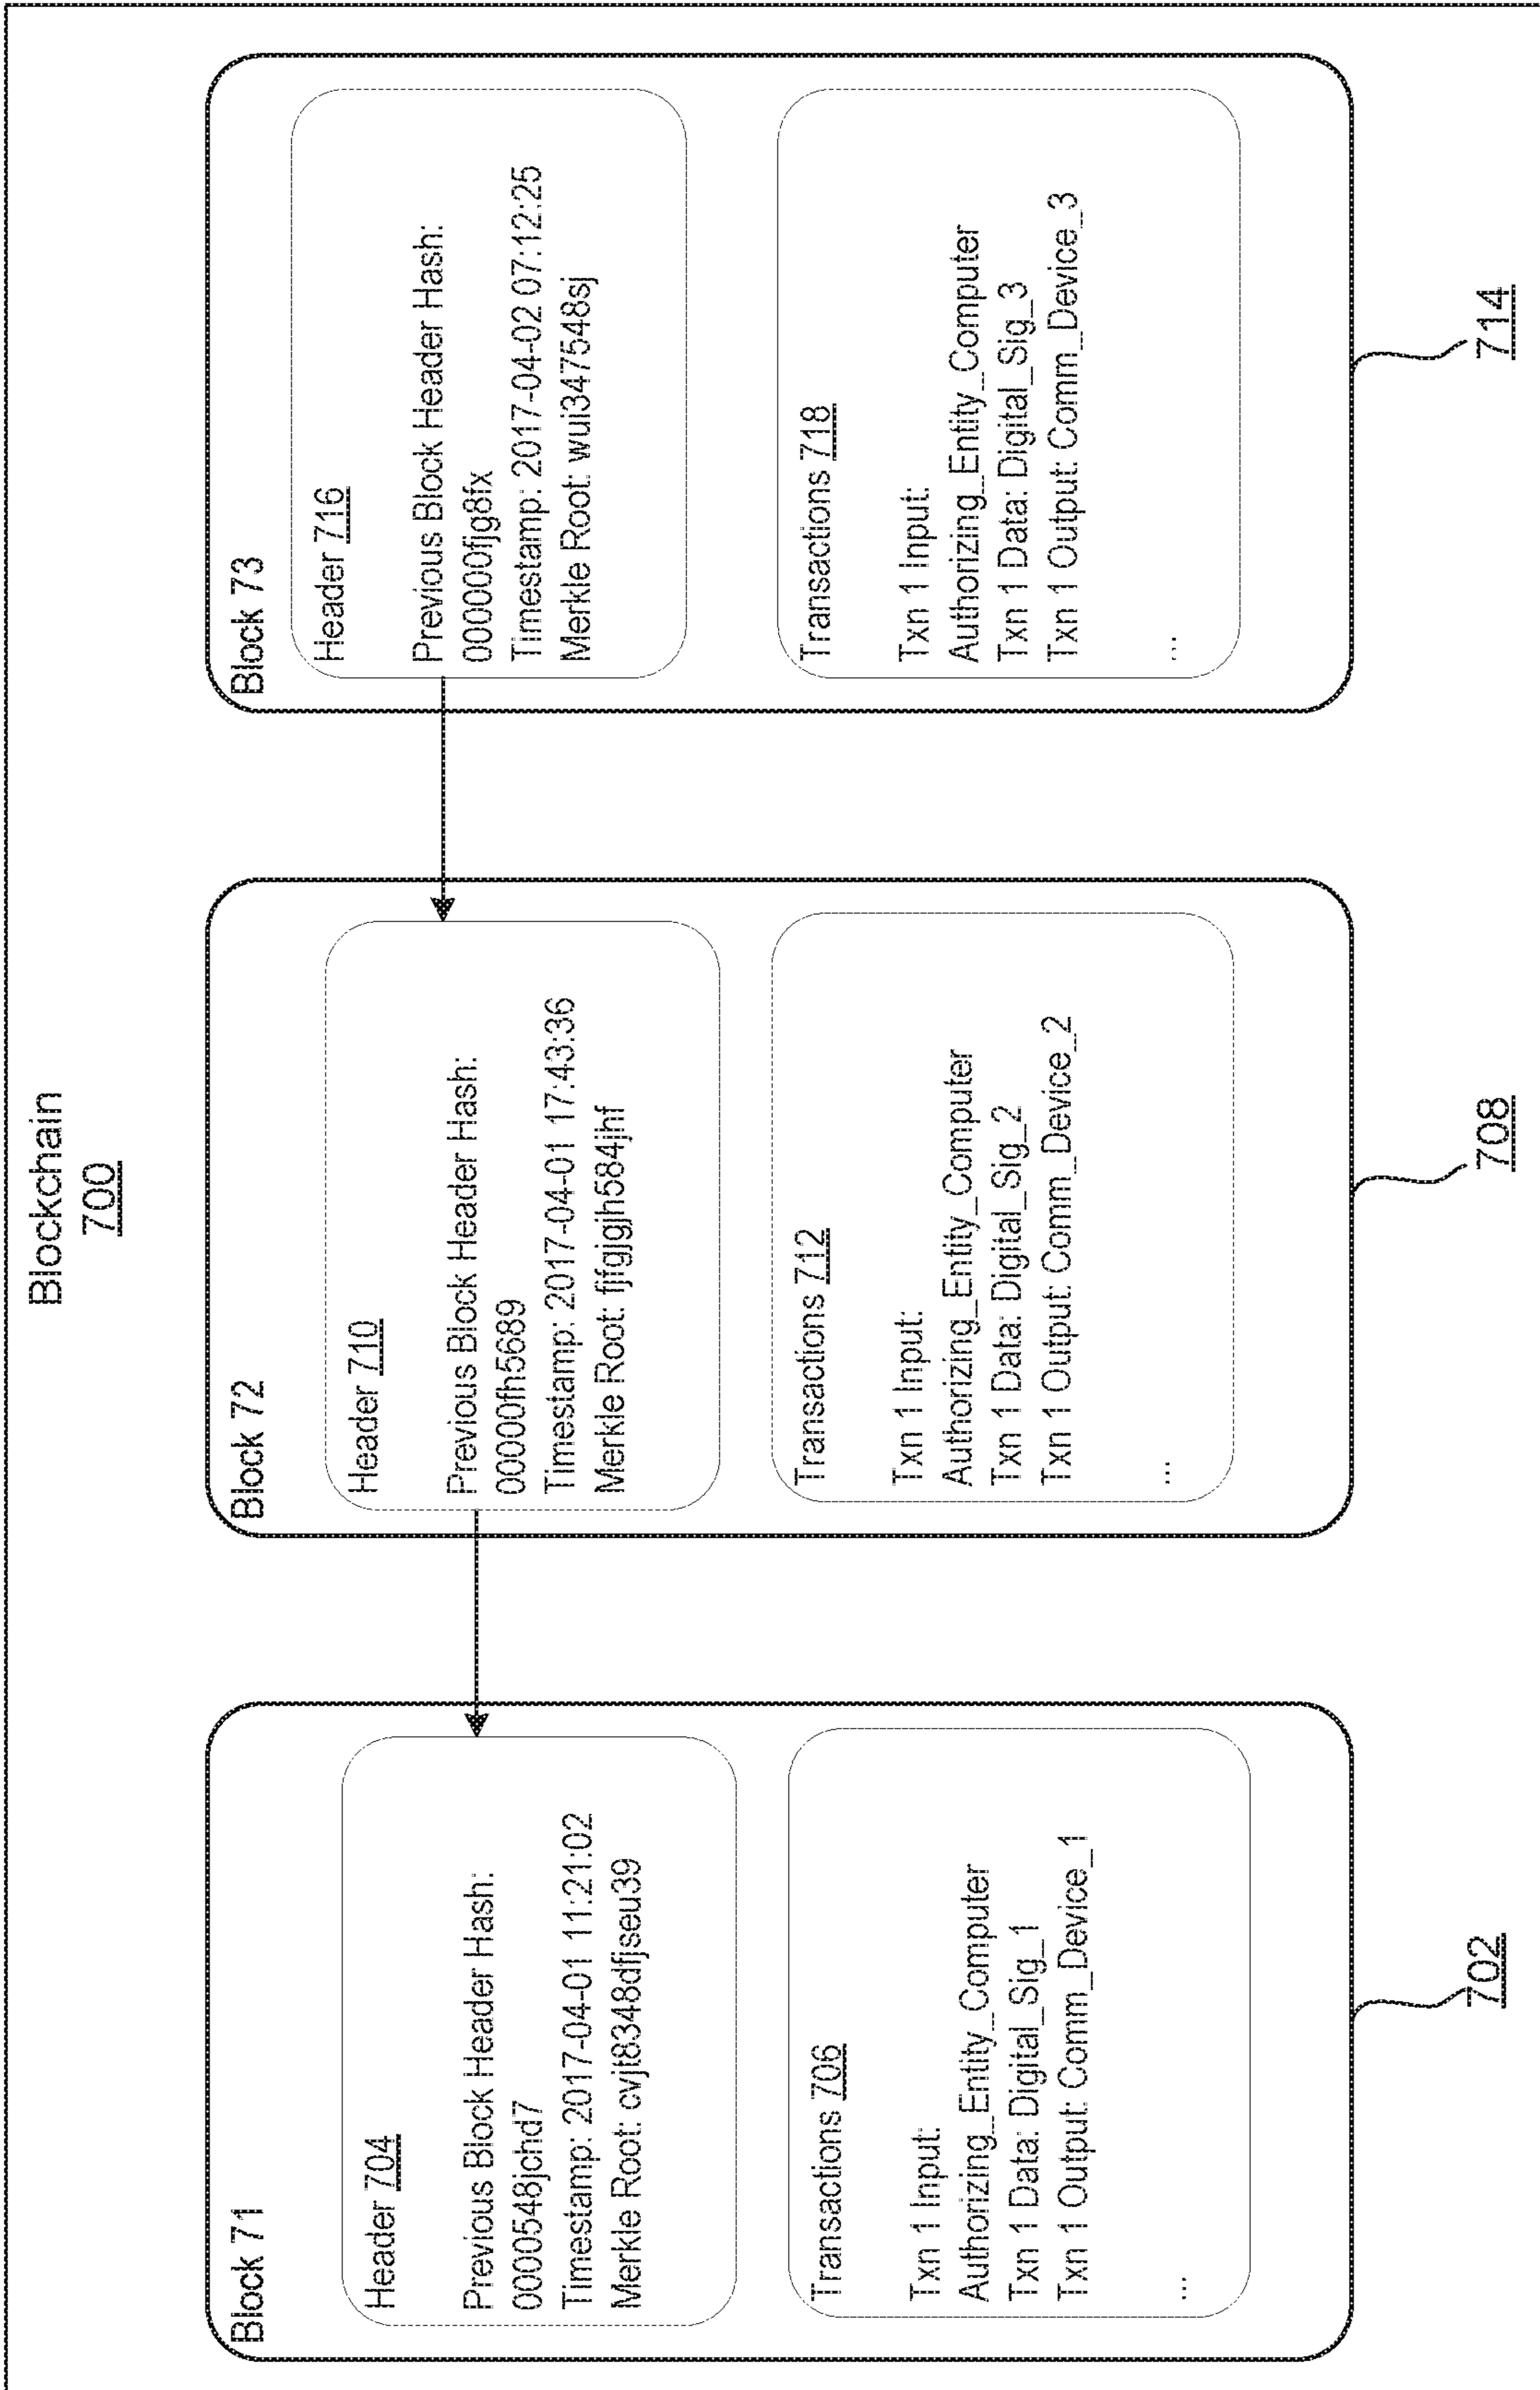 Blockchain
700
Block 71
Header 704
Previous Block Header Hash:
0000548jchd7
Timestamp: 2017-04-01 11:21:02
Merkle Root: cvjt8348dfjseu39
Transactions 706
Txn 1 Input:
Authorizing_Entity_Computer
Txn 1 Data: Digital_Sig_1
Txn 1 Output: Comm_Device_1
...
702
Block 72
Header 710
Previous Block Header Hash:
00000fh5689
Timestamp: 2017-04-01 17:43:36
Merkle Root: fjfgjgjh584jhf
Transactions 712
Txn 1 Input:
Authorizing_Entity_Computer
Txn 1 Data: Digital_Sig_2
Txn 1 Output: Comm_Device_2
...
708
Block 73
Header 716
Previous Block Header Hash:
000000fjg8fx
Timestamp: 2017-04-02 07:12:25
Merkle Root: wui347548sj
Transactions 718
Txn 1 Input:
Authorizing_Entity_Computer
Txn 1 Data: Digital_Sig_3
Txn 1 Output: Comm_Device_3
...
714